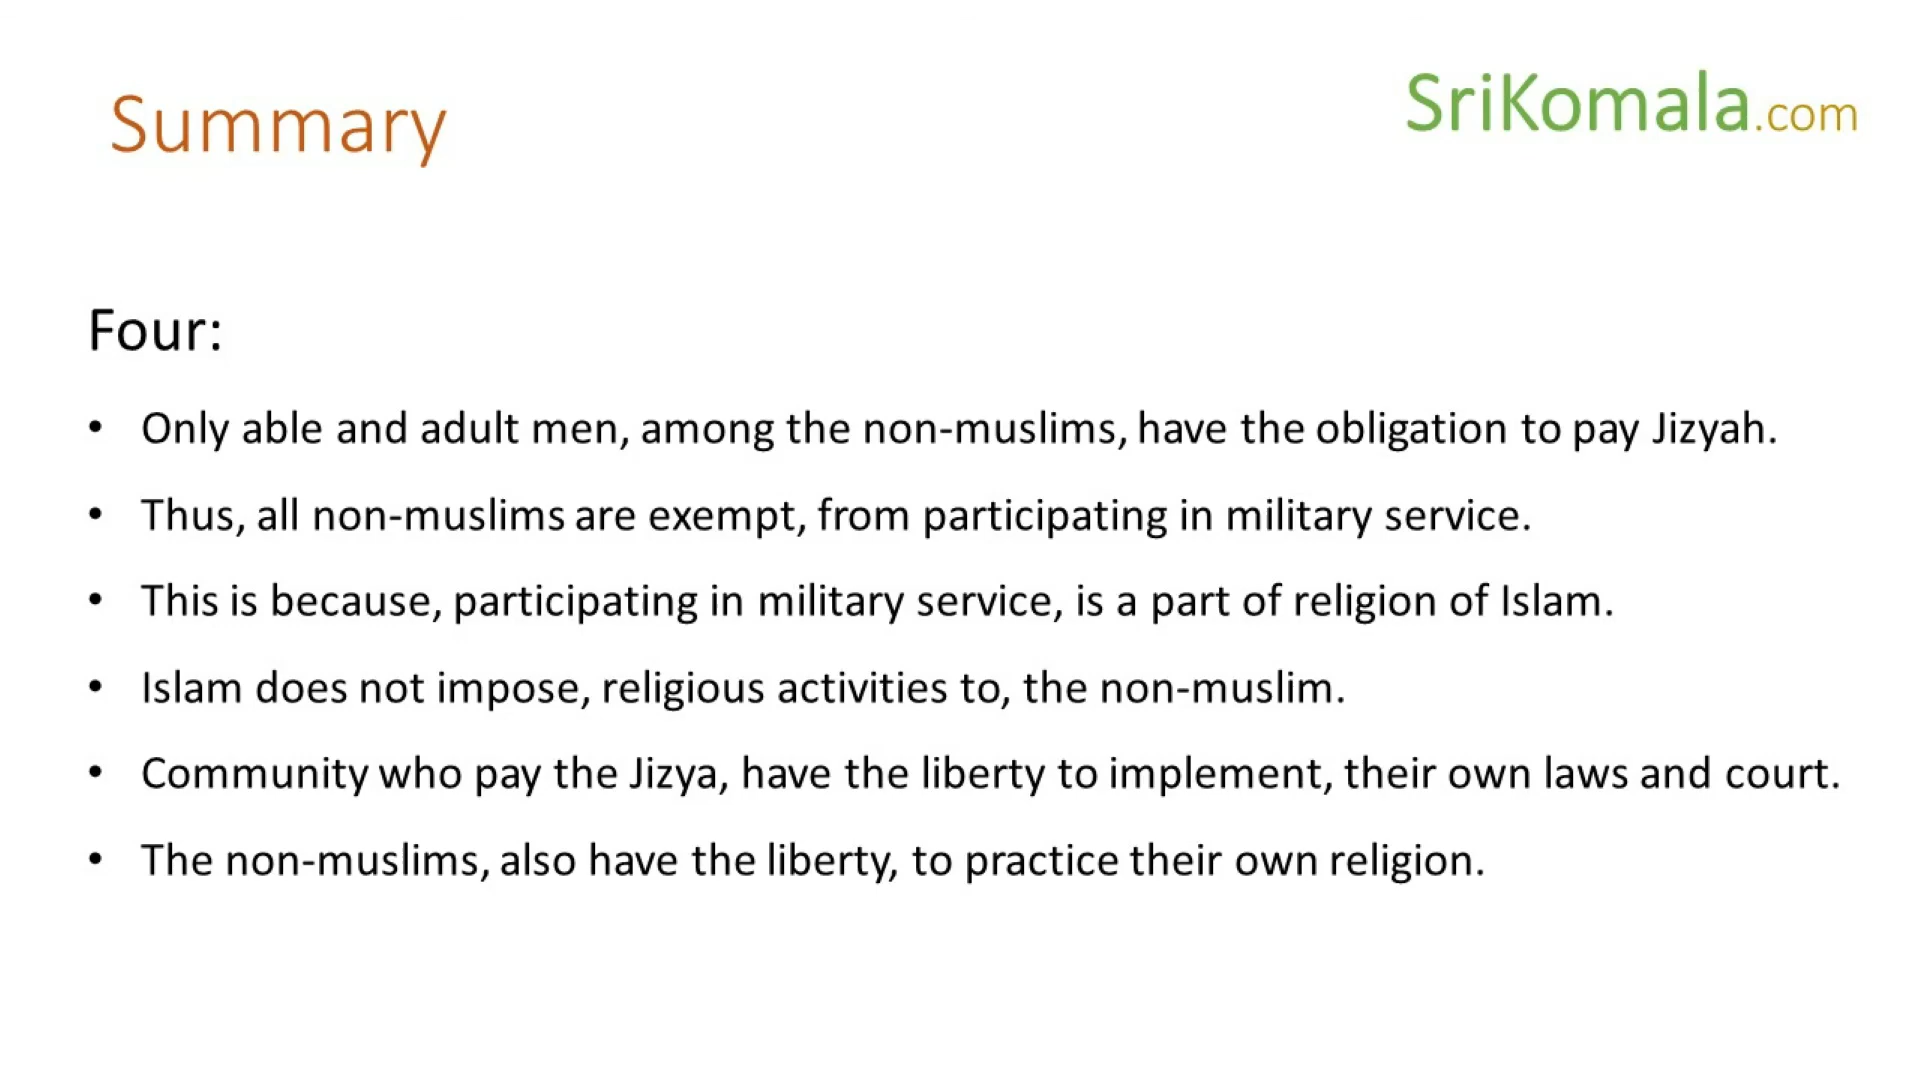 Summary
SriKomala.com
Four:
• Only able and adult men, among the non-muslims, have the obligation to pay Jizyah.
• Thus, all non-muslims are exempt, from participating in military service.
• This is because, participating in military service, is a part of religion of Islam.
• Islam does not impose, religious activities to, the non-muslim.
• Community who pay the Jizya, have the liberty to implement, their own laws and court.
• The non-muslims, also have the liberty, to practice their own religion.